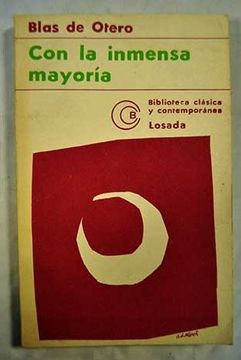 Blas de Otero
Con la inmensa
mayoría
B
Biblioteca clásica
y contemporánea
Losada